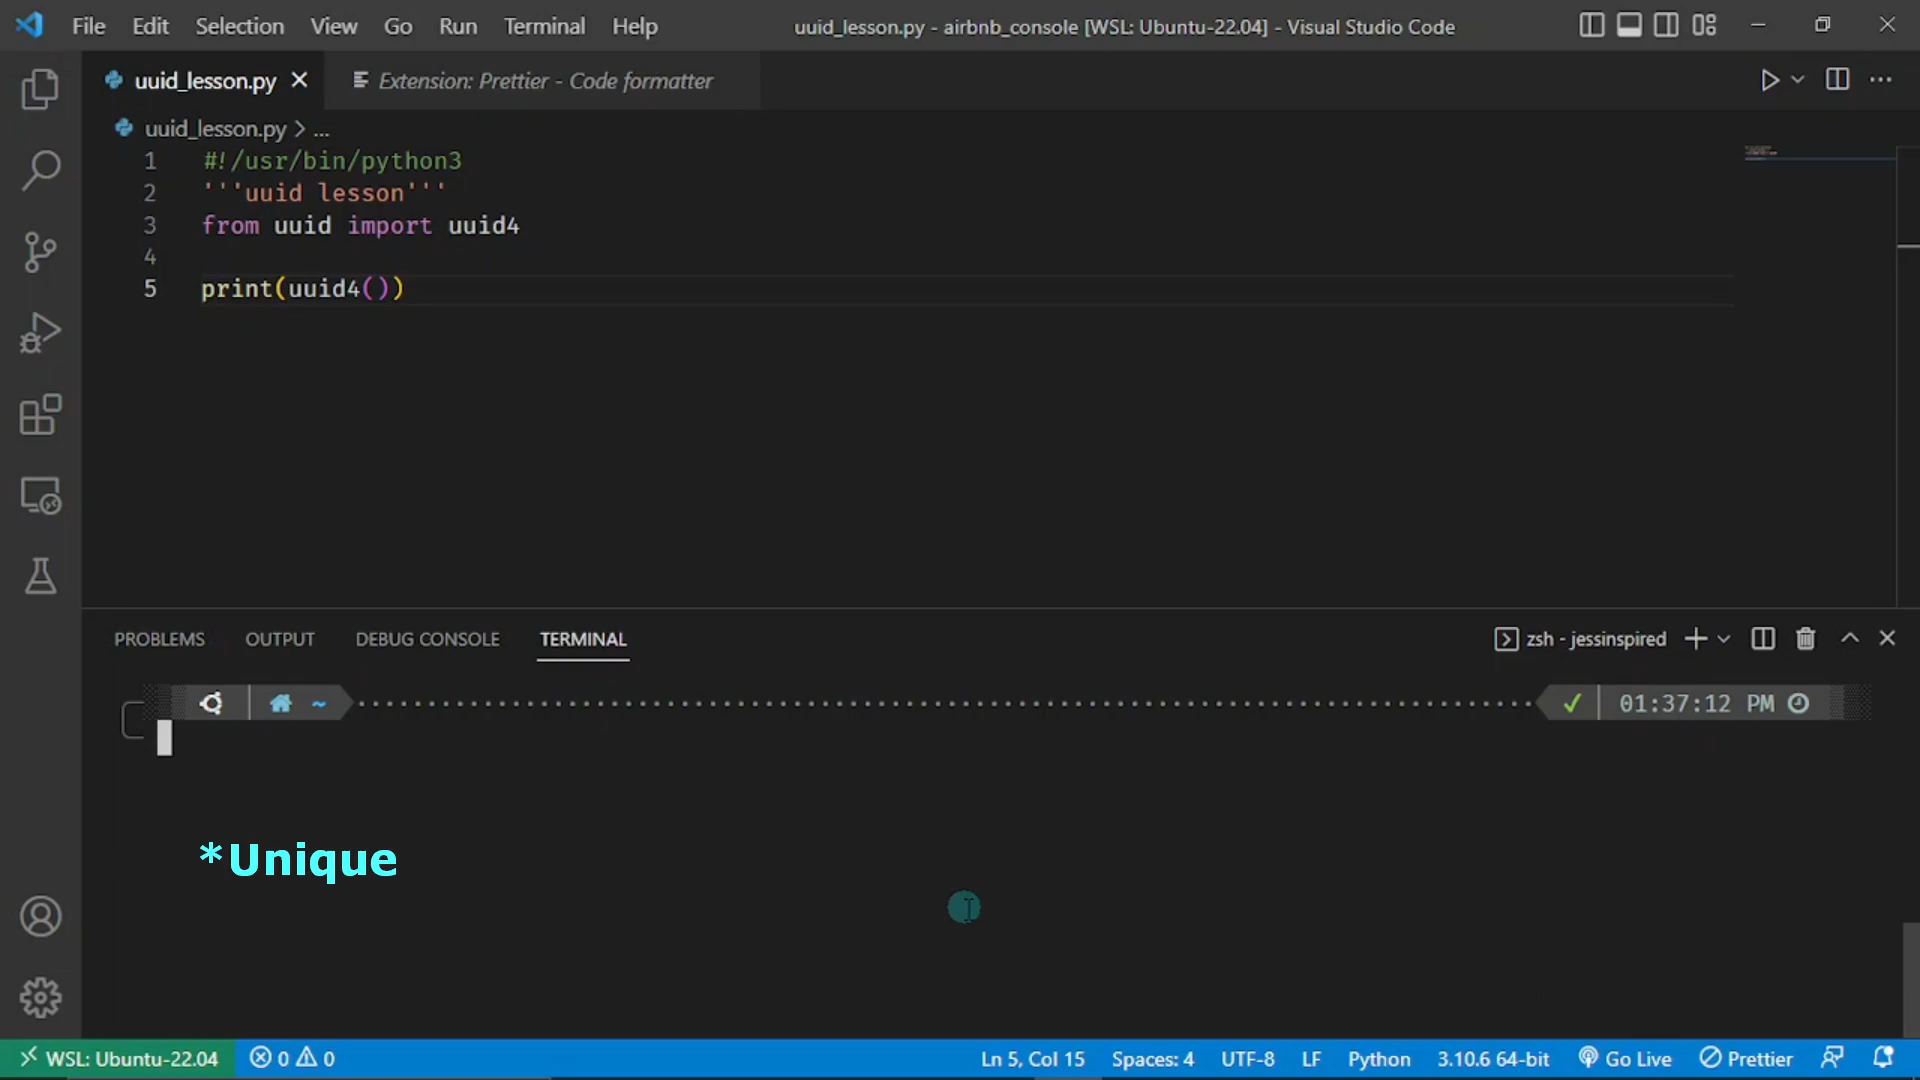 File Edit Selection View Go Run Terminal Help
uuid_lesson.py - airbnb_console [WSL: Ubuntu-22.04] - Visual Studio Code
uuid_lesson.py
Extension: Prettier - Code formatter
uuid_lesson.py > ...
1 #!/usr/bin/python3
2 '''uuid lesson'''
3 from uuid import uuid4
4
5 print(uuid4())
PROBLEMS OUTPUT DEBUG CONSOLE TERMINAL
zsh - jessinspired
~ 01:37:12 PM
*Unique
WSL: Ubuntu-22.04 0 0 Ln 5, Col 15 Spaces: 4 UTF-8 LF Python 3.10.6 64-bit Go Live Prettier